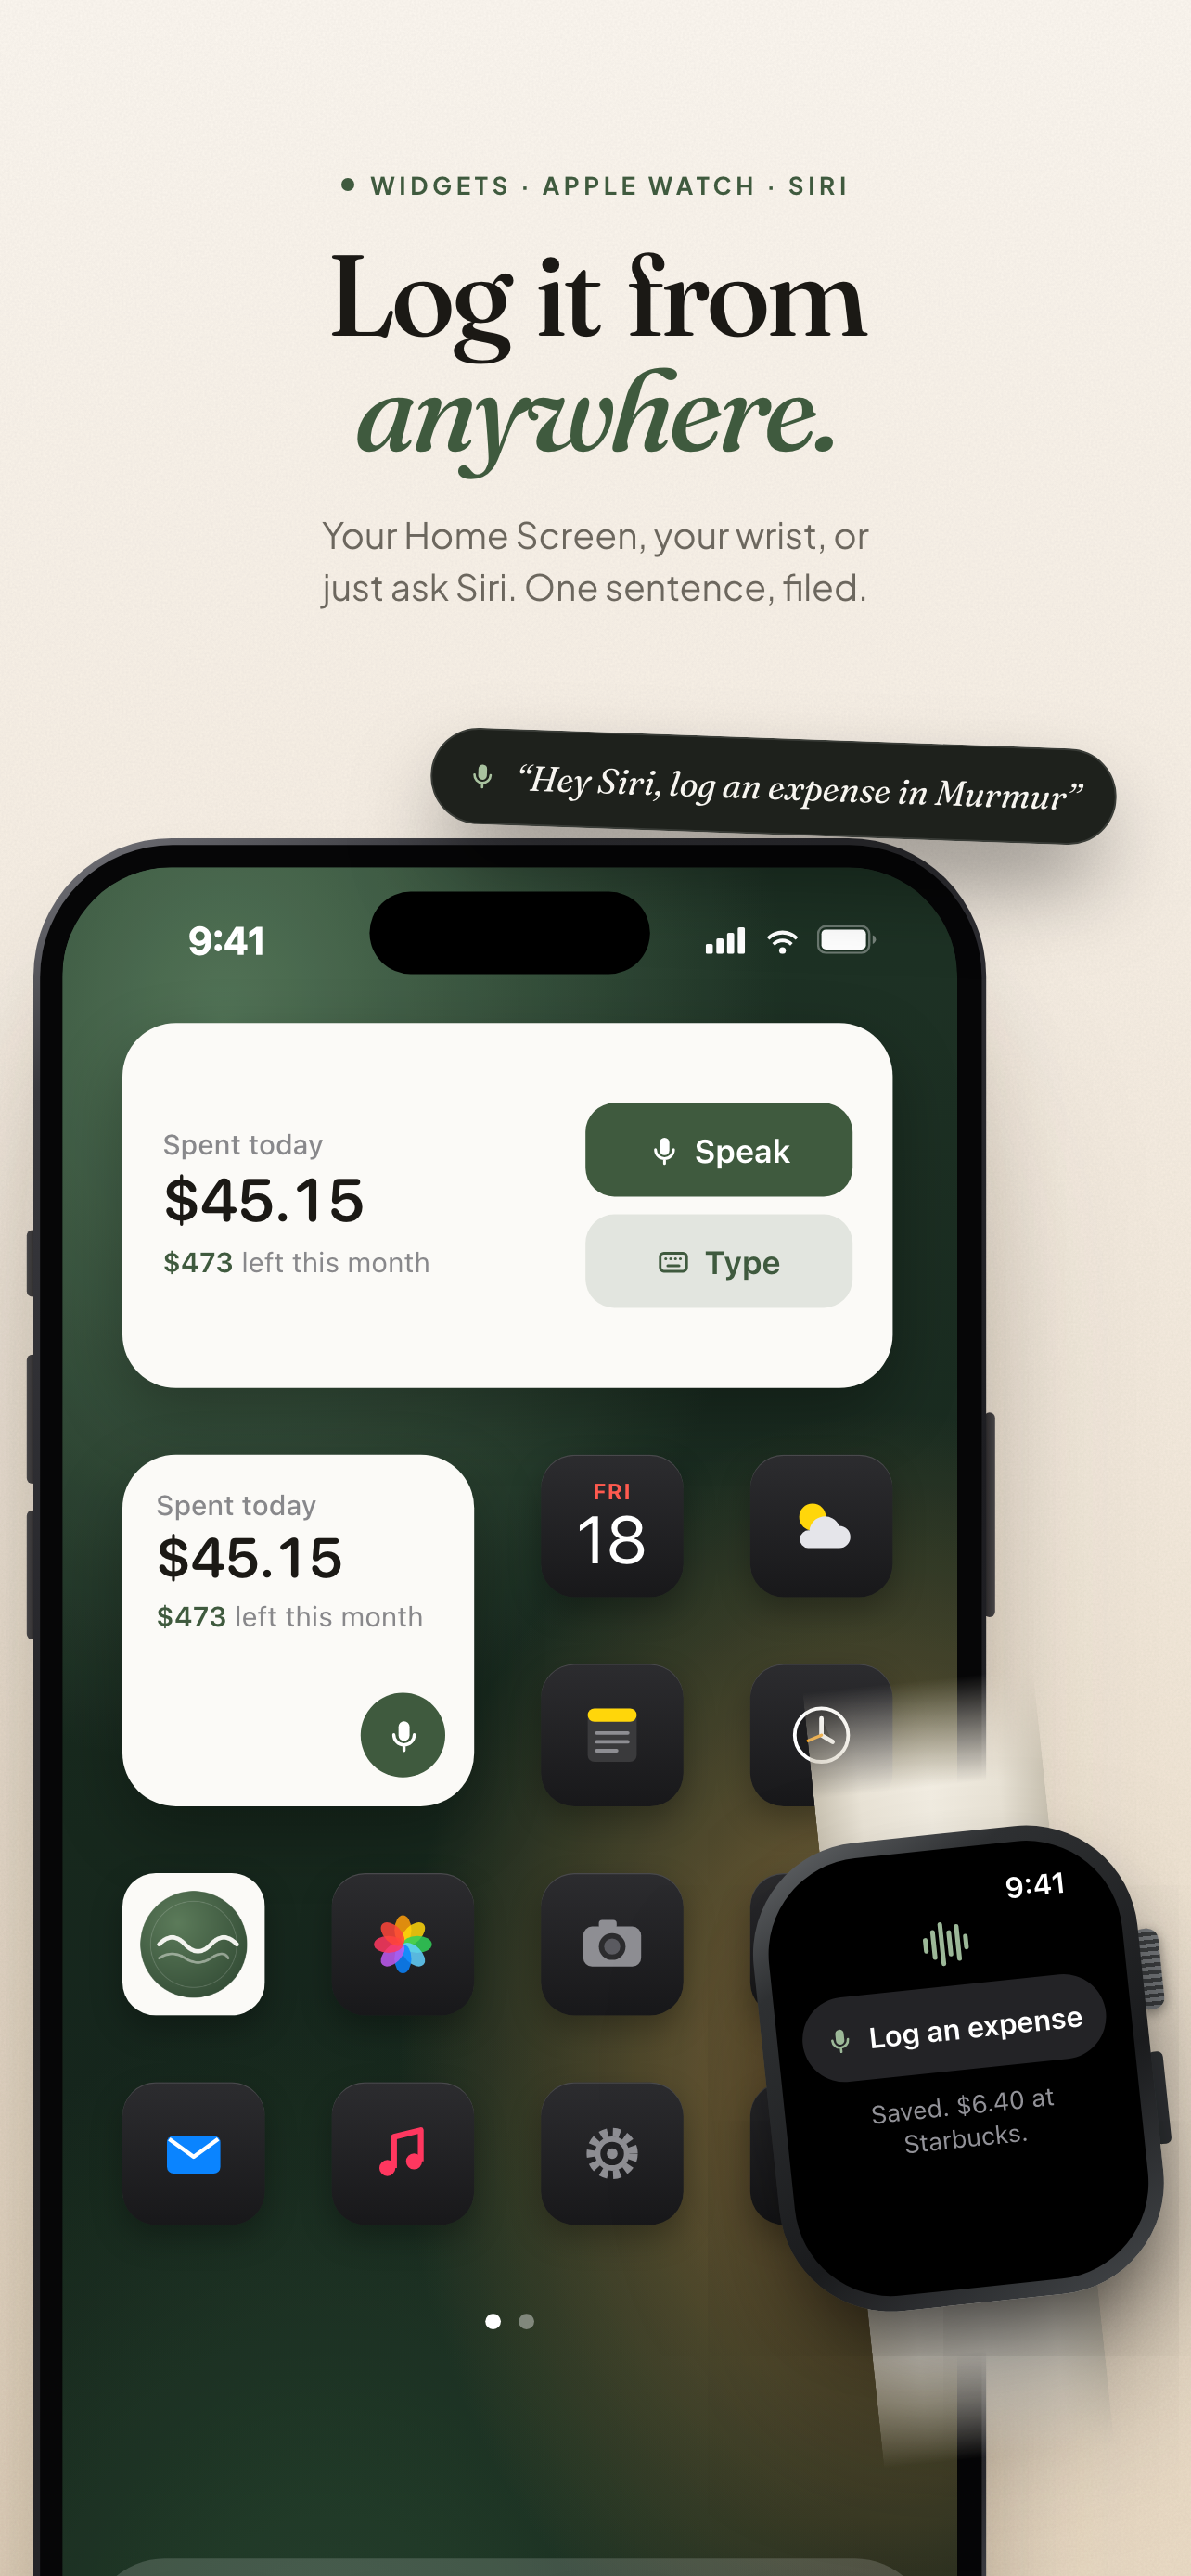 • WIDGETS · APPLE WATCH · SIRI
Log it from
anywhere.
Your Home Screen, your wrist, or
just ask Siri. One sentence, filed.
“Hey Siri, log an expense in Murmur”
9:41
Spent today
$45.15
$473 left this month
Speak
Type
Spent today
$45.15
$473 left this month
FRI
18
9:41
Log an expense
Saved. $6.40 at
Starbucks.